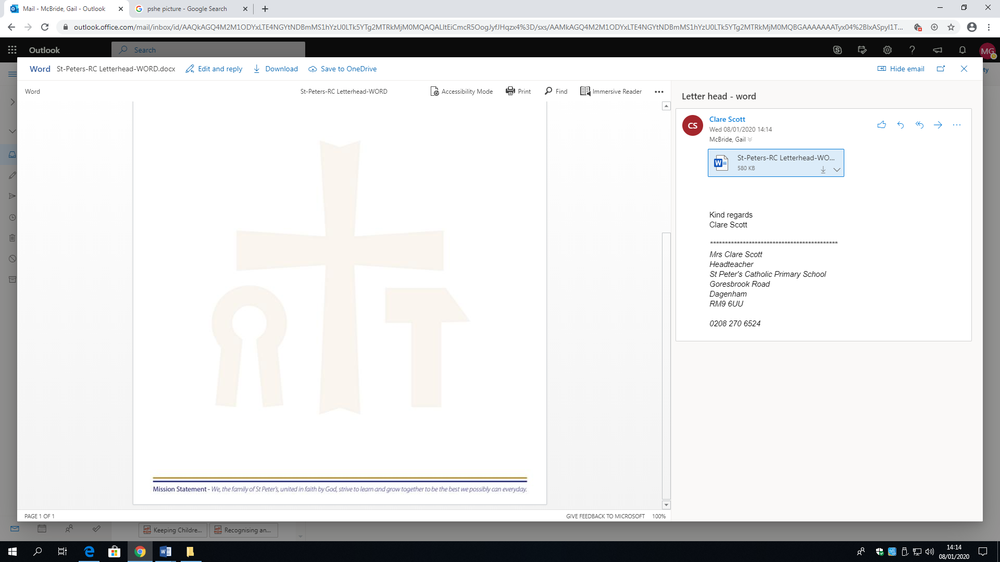 Mail - McBride, Gail - Outlook
pshe picture - Google Search
outlook.office.com/mail/inbox/id/
Outlook
Search
MG
Word
St-Peters-RC Letterhead-WORD.docx
Edit and reply
Download
Save to OneDrive
Hide email
ty
Word
St-Peters-RC Letterhead-WORD
Accessibility Mode
Print
Find
Immersive Reader
Letter head - word
CS
Clare Scott
Wed 08/01/2020 14:14
McBride, Gail
St-Peters-RC Letterhead-WO...
580 KB
Kind regards
Clare Scott
*******************************************
Mrs Clare Scott
Headteacher
St Peter's Catholic Primary School
Goresbrook Road
Dagenham
RM9 6UU
0208 270 6524
Mission Statement - We, the family of St Peter's, united in faith by God, strive to learn and grow together to be the best we possibly can everyday.
PAGE 1 OF 1
GIVE FEEDBACK TO MICROSOFT
100%
Keeping Childre...
Recognising an...
14:14
08/01/2020